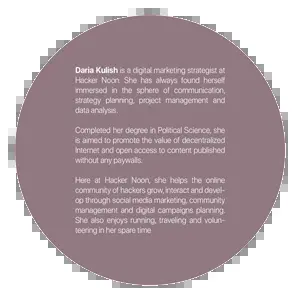 Daria Kulish is a digital marketing strategist at
Hacker Noon. She has always found herself
immersed in the sphere of communication,
strategy planning, project management and
data analysis.
Completed her degree in Political Science, she
is aimed to promote the value of decentralized
Internet and open access to content published
without any paywalls.
Here at Hacker Noon, she helps the online
community of hackers grow, interact and devel-
op through social media marketing, community
management and digital campaigns planning.
She also enjoys running, traveling and volun-
teering in her spare time